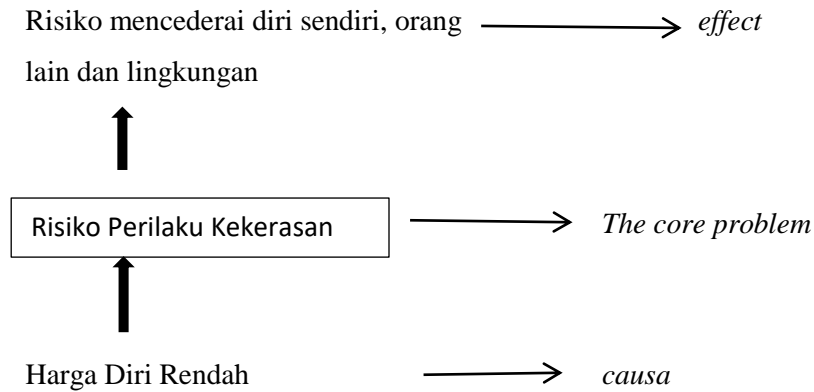 Risiko mencederai diri sendiri, orang effect
lain dan lingkungan
Risiko Perilaku Kekerasan The core problem
Harga Diri Rendah causa